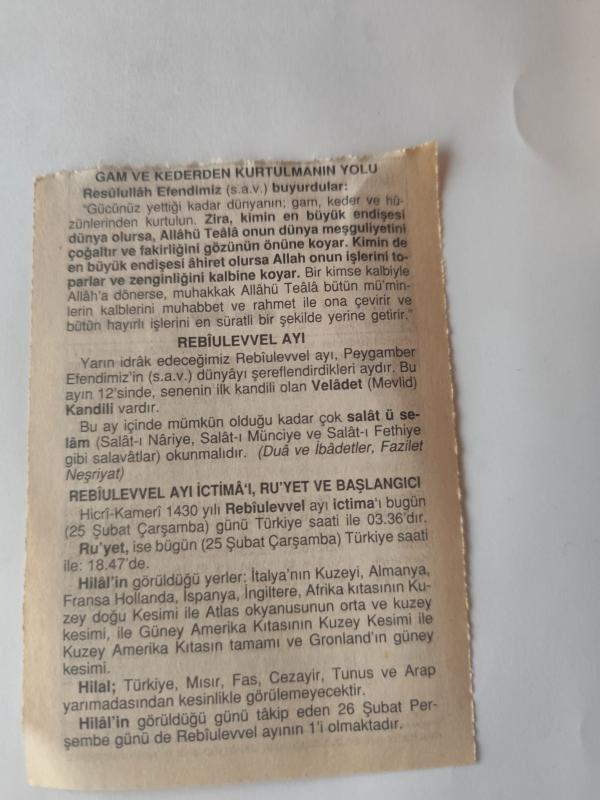 GAM VE KEDERDEN KURTULMANIN YOLU
Resûlullâh Efendimiz (s.a.v.) buyurdular:
"Gücünüz yettiği kadar dünyanın; gam, keder ve hü-
zünlerinden kurtulun. Zira, kimin en büyük endişesi
dünya olursa, Allâhü Teâlâ onun dünya meşguliyetini
çoğaltır ve fakirliğini gözünün önüne koyar. Kimin de
en büyük endişesi âhiret olursa Allah onun işlerini to-
parlar ve zenginliğini kalbine koyar. Bir kimse kalbiyle
Allâh'a dönerse, muhakkak Allâhü Teâlâ bütün mü'min-
lerin kalblerini muhabbet ve rahmet ile ona çevirir ve
bütün hayırlı işlerini en süratli bir şekilde yerine getirir."
REBÎULEVVEL AYI
Yarın idrâk edeceğimiz Rebîulevvel ayı, Peygamber
Efendimiz'in (s.a.v.) dünyâyı şereflendirdikleri aydır. Bu
ayın 12'sinde, senenin ilk kandili olan Velâdet (Mevlid)
Kandili vardır.
Bu ay içinde mümkün olduğu kadar çok salât ü se-
lâm (Salât-ı Nâriye, Salât-ı Münciye ve Salât-ı Fethiye
gibi salavâtlar) okunmalıdır. (Duâ ve İbâdetler, Fazilet
Neşriyat)
REBÎULEVVEL AYI İCTİMÂ'I, RU'YET VE BAŞLANGICI
Hicrî-Kamerî 1430 yılı Rebîulevvel ayı ictima'ı bugün
(25 Şubat Çarşamba) günü Türkiye saati ile 03.36'dır.
Ru'yet, ise bügün (25 Şubat Çarşamba) Türkiye saati
ile: 18.47'de.
Hilâl'in görüldüğü yerler: İtalya'nın Kuzeyi, Almanya,
Fransa Hollanda, İspanya, İngiltere, Afrika kıtasının Ku-
zey doğu Kesimi ile Atlas okyanusunun orta ve kuzey
kesimi, ile Güney Amerika Kıtasının Kuzey Kesimi ile
Kuzey Amerika Kıtasın tamamı ve Gronland'ın güney
kesimi.
Hilal; Türkiye, Mısır, Fas, Cezayir, Tunus ve Arap
yarımadasından kesinlikle görülemeyecektir.
Hilâl'in görüldüğü günü tâkip eden 26 Şubat Per-
şembe günü de Rebîulevvel ayının 1'i olmaktadır.